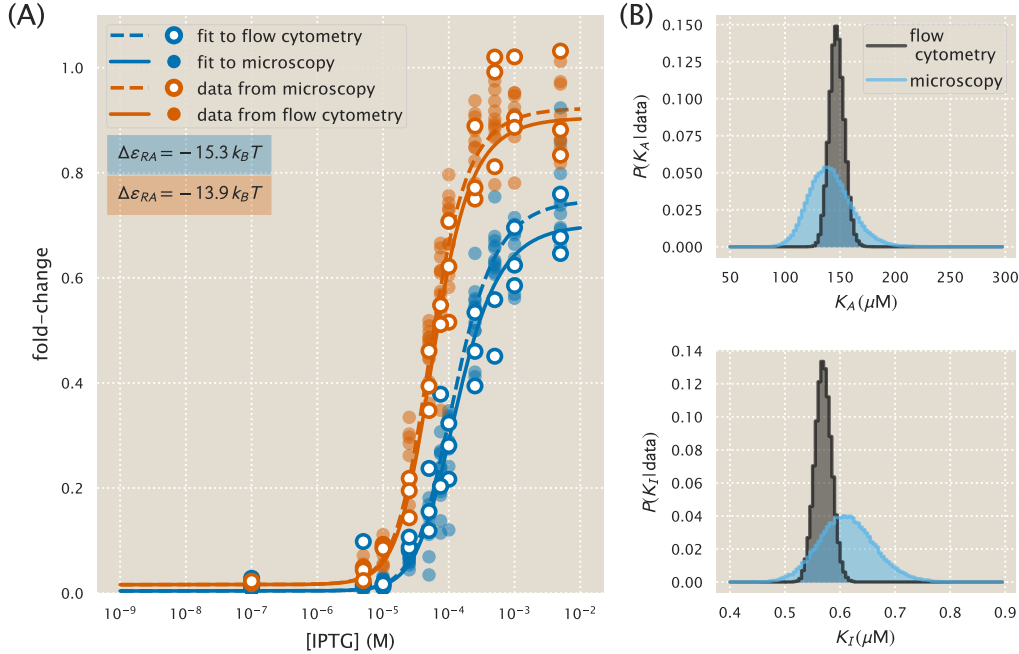 (A)
fit to flow cytometry
fit to microscopy
data from microscopy
data from flow cytometry
Δε_RA = − 15.3 k_BT
Δε_RA = − 13.9 k_BT
fold-change
1.0
0.8
0.6
0.4
0.2
0.0
10⁻⁹ 10⁻⁸ 10⁻⁷ 10⁻⁶ 10⁻⁵ 10⁻⁴ 10⁻³ 10⁻²
[IPTG] (M)
(B)
flow
cytometry
microscopy
P(K_A | data)
0.150
0.125
0.100
0.075
0.050
0.025
0.000
50 100 150 200 250 300
K_A (μM)
P(K_I | data)
0.14
0.12
0.10
0.08
0.06
0.04
0.02
0.00
0.4 0.5 0.6 0.7 0.8 0.9
K_I (μM)